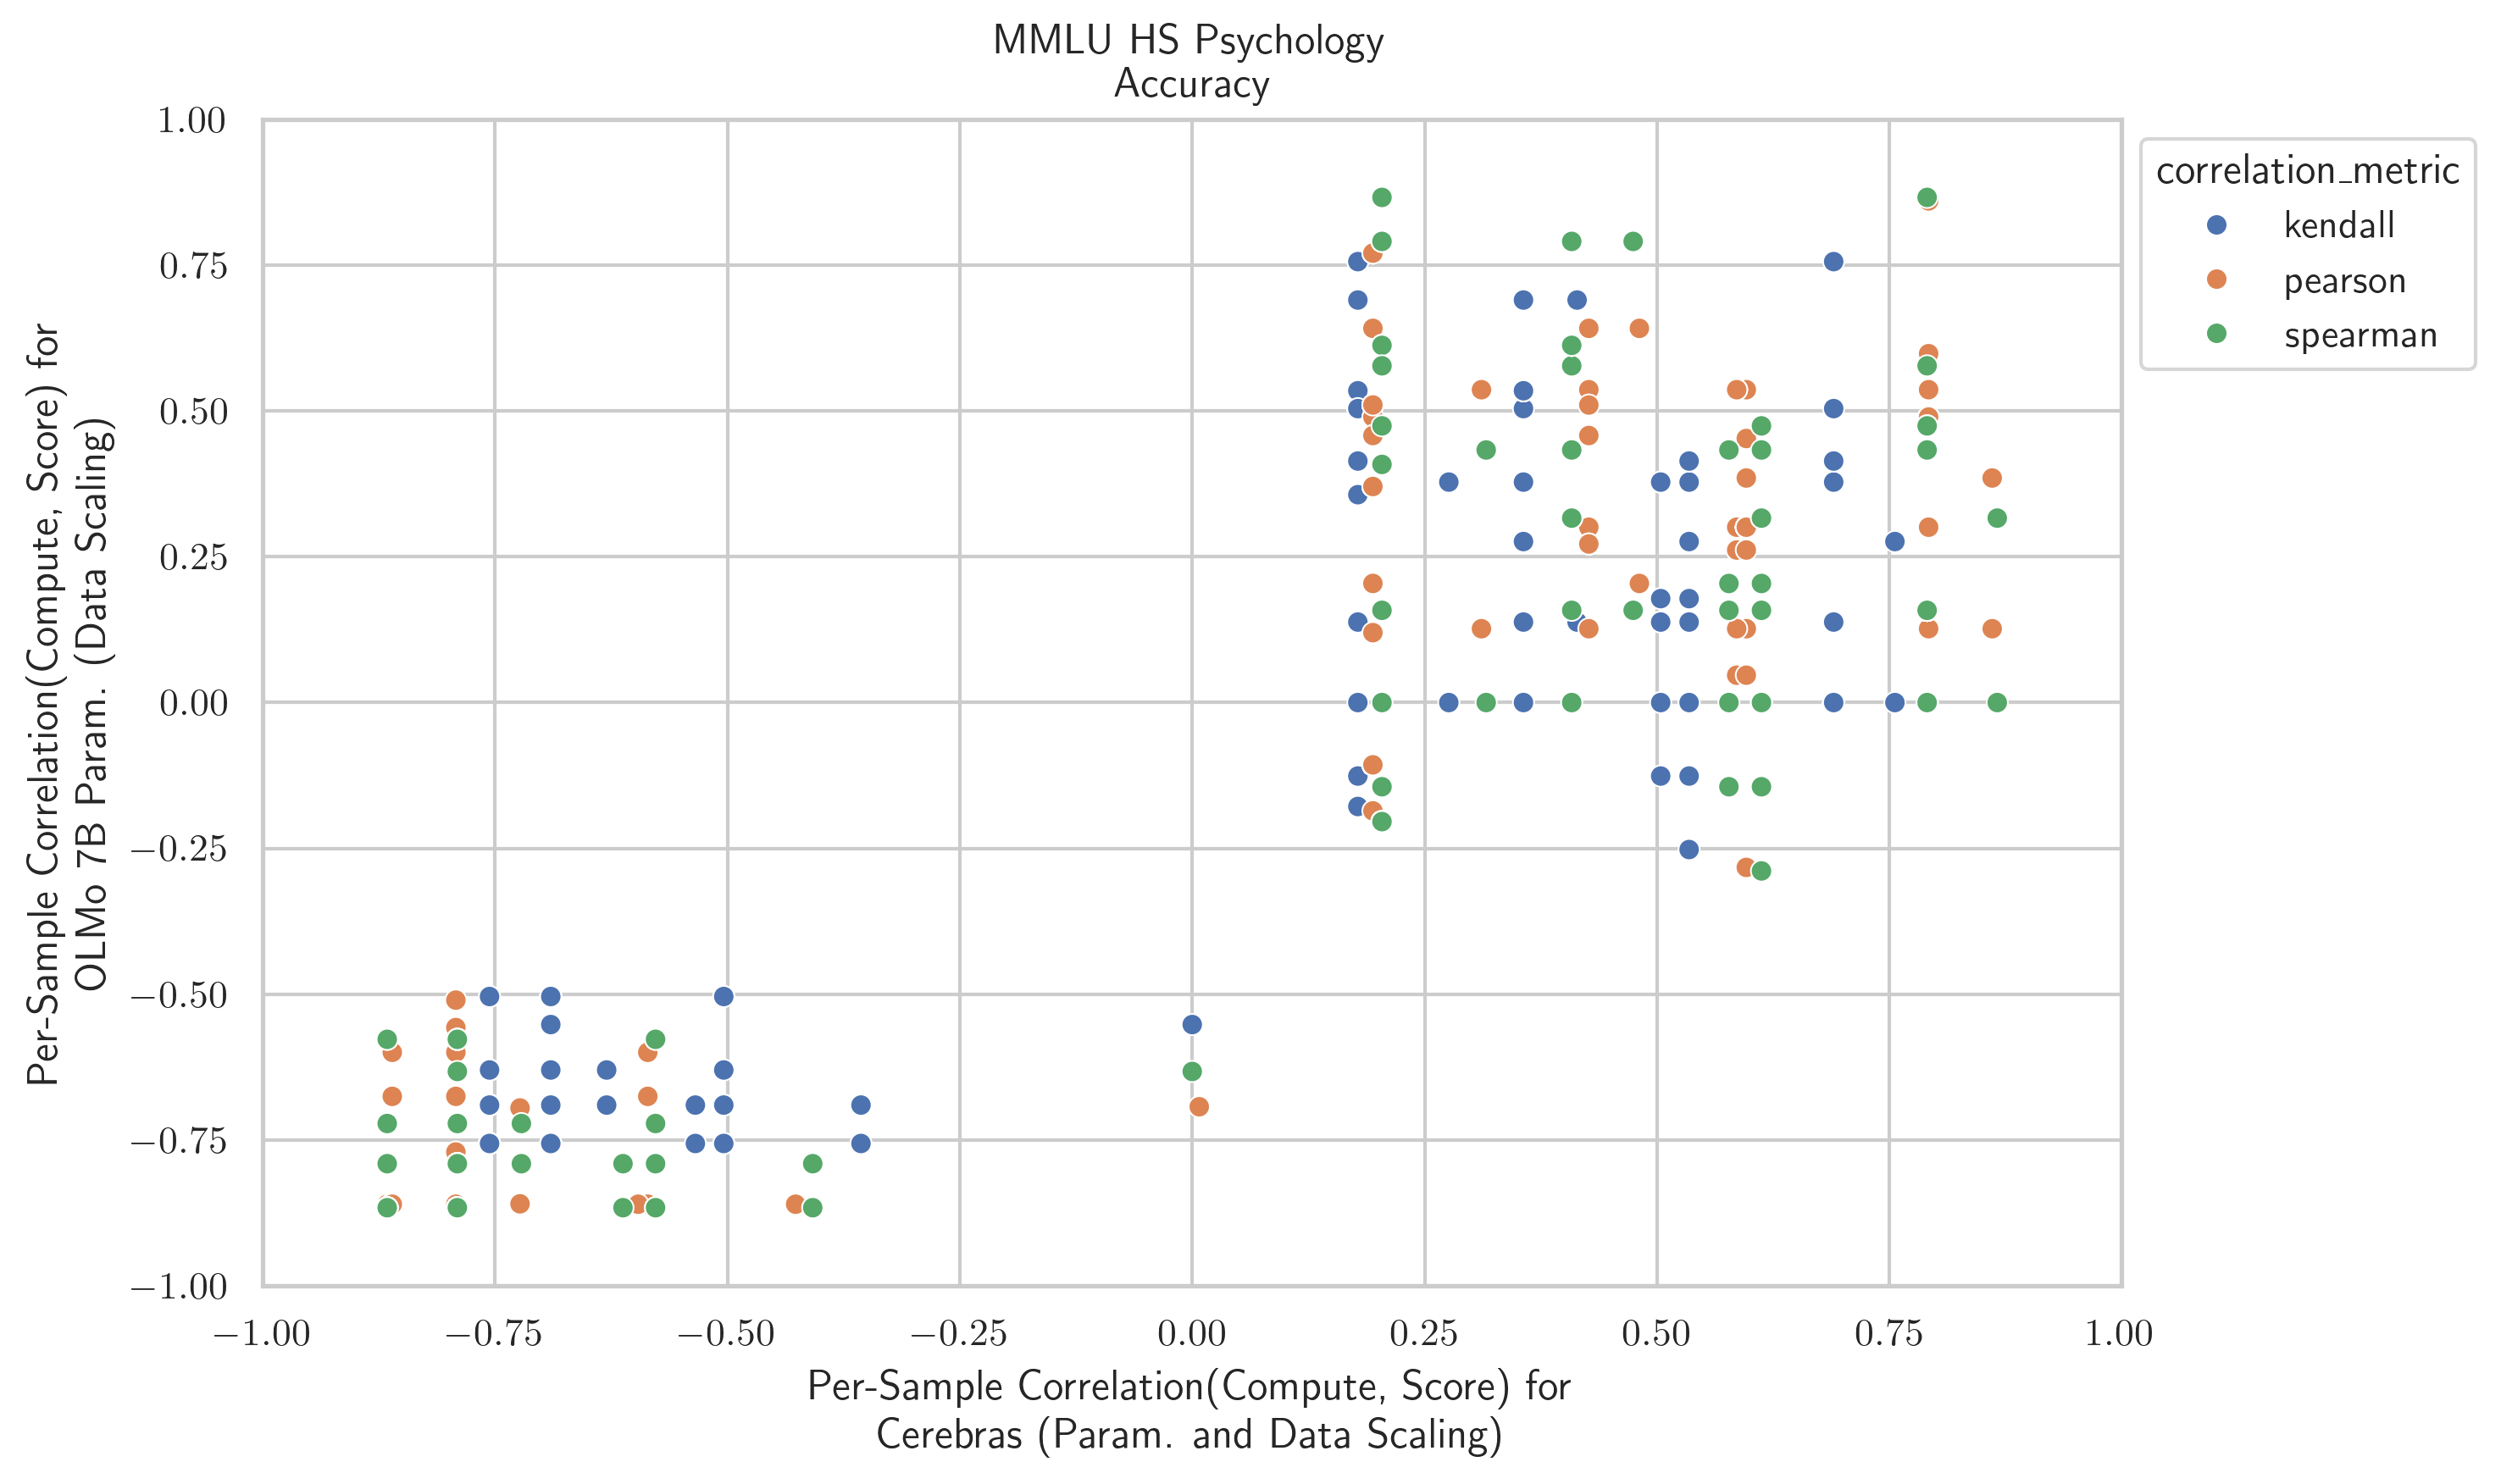 MMLU HS Psychology
Accuracy
1.00
0.75
0.50
0.25
0.00
−0.25
−0.50
−0.75
−1.00
Per-Sample Correlation(Compute, Score) for
OLMo 7B Param. (Data Scaling)
correlation_metric
kendall
pearson
spearman
−1.00 −0.75 −0.50 −0.25 0.00 0.25 0.50 0.75 1.00
Per-Sample Correlation(Compute, Score) for
Cerebras (Param. and Data Scaling)